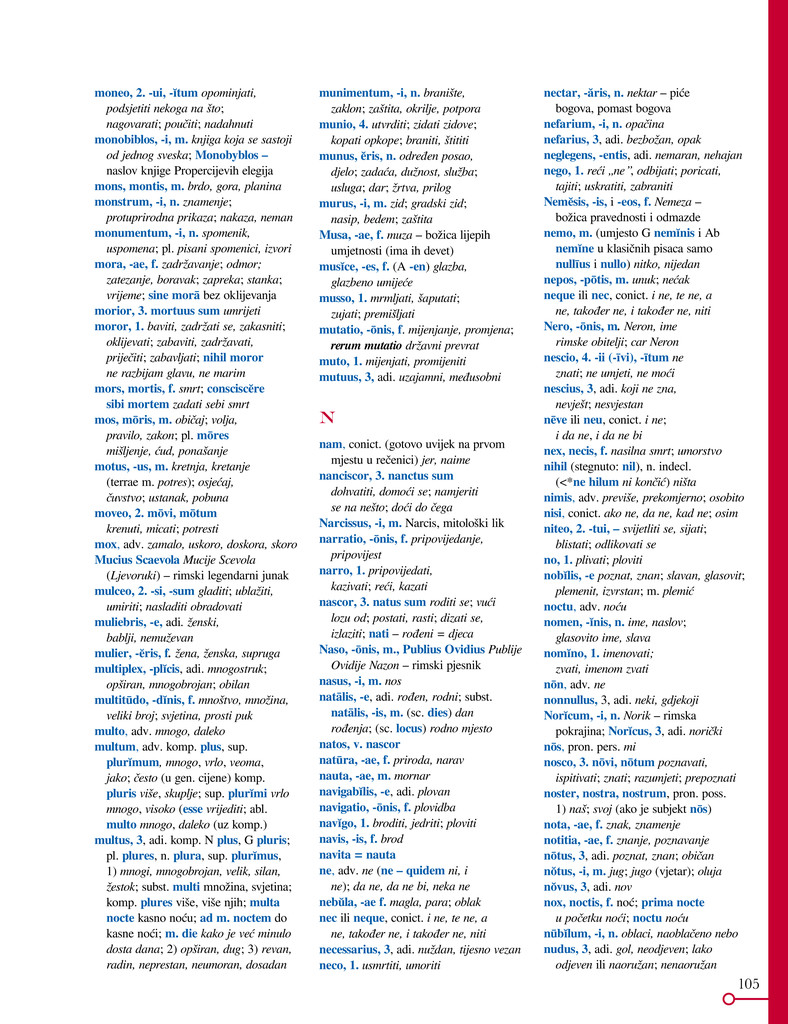 moneo, 2. -ui, -ĭtum opominjati,
podsjetiti nekoga na što;
nagovarati; poučiti; nadahnuti
monobiblos, -i, m. knjiga koja se sastoji
od jednog sveska; Monobyblos –
naslov knjige Propercijevih elegija
mons, montis, m. brdo, gora, planina
monstrum, -i, n. znamenje;
protuprirodna prikaza; nakaza, neman
monumentum, -i, n. spomenik,
uspomena; pl. pisani spomenici, izvori
mora, -ae, f. zadržavanje; odmor;
zatezanje, boravak; zapreka; stanka;
vrijeme; sine morā bez oklijevanja
morior, 3. mortuus sum umrijeti
moror, 1. baviti, zadržati se, zakasniti;
oklijevati; zabaviti, zadržavati,
priječiti; zabavljati; nihil moror
ne razbijam glavu, ne marim
mors, mortis, f. smrt; consciscĕre
sibi mortem zadati sebi smrt
mos, mōris, m. običaj; volja,
pravilo, zakon; pl. mōres
mišljenje, ćud, ponašanje
motus, -us, m. kretnja, kretanje
(terrae m. potres); osjećaj,
čuvstvo; ustanak, pobuna
moveo, 2. mōvi, mōtum
krenuti, micati; potresti
mox, adv. zamalo, uskoro, doskora, skoro
Mucius Scaevola Mucije Scevola
(Ljevoruki) – rimski legendarni junak
mulceo, 2. -si, -sum gladiti; ublažiti,
umiriti; nasladiti obradovati
muliebris, -e, adi. ženski,
bablji, nemuževan
mulier, -ĕris, f. žena, ženska, supruga
multiplex, -plĭcis, adi. mnogostruk;
opširan, mnogobrojan; obilan
multitūdo, -dĭnis, f. mnoštvo, množina,
veliki broj; svjetina, prosti puk
multo, adv. mnogo, daleko
multum, adv. komp. plus, sup.
plurĭmum, mnogo, vrlo, veoma,
jako; često (u gen. cijene) komp.
pluris više, skuplje; sup. plurĭmi vrlo
mnogo, visoko (esse vrijediti; abl.
multo mnogo, daleko (uz komp.)
multus, 3, adi. komp. N plus, G pluris;
pl. plures, n. plura, sup. plurĭmus,
1) mnogi, mnogobrojan, velik, silan,
žestok; subst. multi množina, svjetina;
komp. plures više, više njih; multa
nocte kasno noću; ad m. noctem do
kasne noći; m. die kako je već minulo
dosta dana; 2) opširan, dug; 3) revan,
radin, neprestan, neumoran, dosadan
munimentum, -i, n. branište,
zaklon; zaštita, okrilje, potpora
munio, 4. utvrditi; zidati zidove;
kopati opkope; braniti, štititi
munus, ĕris, n. određen posao,
djelo; zadaća, dužnost, služba;
usluga; dar; žrtva, prilog
murus, -i, m. zid; gradski zid;
nasip, bedem; zaštita
Musa, -ae, f. muza – božica lijepih
umjetnosti (ima ih devet)
musĭce, -es, f. (A -en) glazba,
glazbeno umijeće
musso, 1. mrmljati, šaputati;
zujati; premišljati
mutatio, -ōnis, f. mijenjanje, promjena;
rerum mutatio državni prevrat
muto, 1. mijenjati, promijeniti
mutuus, 3, adi. uzajamni, međusobni
N
nam, conict. (gotovo uvijek na prvom
mjestu u rečenici) jer, naime
nanciscor, 3. nanctus sum
dohvatiti, domoći se; namjeriti
se na nešto; doći do čega
Narcissus, -i, m. Narcis, mitološki lik
narratio, -ōnis, f. pripovijedanje,
pripovijest
narro, 1. pripovijedati,
kazivati; reći, kazati
nascor, 3. natus sum roditi se; vući
lozu od; postati, rasti; dizati se,
izlaziti; nati – rođeni = djeca
Naso, -ōnis, m., Publius Ovidius Publije
Ovidije Nazon – rimski pjesnik
nasus, -i, m. nos
natālis, -e, adi. rođen, rodni; subst.
natālis, -is, m. (sc. dies) dan
rođenja; (sc. locus) rodno mjesto
natos, v. nascor
natūra, -ae, f. priroda, narav
nauta, -ae, m. mornar
navigabĭlis, -e, adi. plovan
navigatio, -ōnis, f. plovidba
navĭgo, 1. broditi, jedriti; ploviti
navis, -is, f. brod
navita = nauta
ne, adv. ne (ne – quidem ni, i
ne); da ne, da ne bi, neka ne
nebŭla, -ae f. magla, para; oblak
nec ili neque, conict. i ne, te ne, a
ne, također ne, i također ne, niti
necessarius, 3, adi. nuždan, tijesno vezan
neco, 1. usmrtiti, umoriti
nectar, -ăris, n. nektar – piće
bogova, pomast bogova
nefarium, -i, n. opačina
nefarius, 3, adi. bezbožan, opak
neglegens, -entis, adi. nemaran, nehajan
nego, 1. reći „ne”, odbijati; poricati,
tajiti; uskratiti, zabraniti
Nemĕsis, -is, i -eos, f. Nemeza –
božica pravednosti i odmazde
nemo, m. (umjesto G nemĭnis i Ab
nemĭne u klasičnih pisaca samo
nullīus i nullo) nitko, nijedan
nepos, -pōtis, m. unuk; nećak
neque ili nec, conict. i ne, te ne, a
ne, također ne, i također ne, niti
Nero, -ōnis, m. Neron, ime
rimske obitelji; car Neron
nescio, 4. -ii (-īvi), -ītum ne
znati; ne umjeti, ne moći
nescius, 3, adi. koji ne zna,
nevješt; nesvjestan
nēve ili neu, conict. i ne;
i da ne, i da ne bi
nex, necis, f. nasilna smrt; umorstvo
nihil (stegnuto: nil), n. indecl.
(<*ne hilum ni končić) ništa
nimis, adv. previše, prekomjerno; osobito
nisi, conict. ako ne, da ne, kad ne; osim
niteo, 2. -tui, – svijetliti se, sijati;
blistati; odlikovati se
no, 1. plivati; ploviti
nobĭlis, -e poznat, znan; slavan, glasovit;
plemenit, izvrstan; m. plemić
noctu, adv. noću
nomen, -ĭnis, n. ime, naslov;
glasovito ime, slava
nomĭno, 1. imenovati;
zvati, imenom zvati
nōn, adv. ne
nonnullus, 3, adi. neki, gdjekoji
Norĭcum, -i, n. Norik – rimska
pokrajina; Norĭcus, 3, adi. norički
nōs, pron. pers. mi
nosco, 3. nōvi, nōtum poznavati,
ispitivati; znati; razumjeti; prepoznati
noster, nostra, nostrum, pron. poss.
1) naš; svoj (ako je subjekt nōs)
nota, -ae, f. znak, znamenje
notitia, -ae, f. znanje, poznavanje
nōtus, 3, adi. poznat, znan; običan
nŏtus, -i, m. jug; jugo (vjetar); oluja
nŏvus, 3, adi. nov
nox, noctis, f. noć; prima nocte
u početku noći; noctu noću
nūbĭlum, -i, n. oblaci, naoblačeno nebo
nudus, 3, adi. gol, neodjeven; lako
odjeven ili naoružan; nenaoružan
105